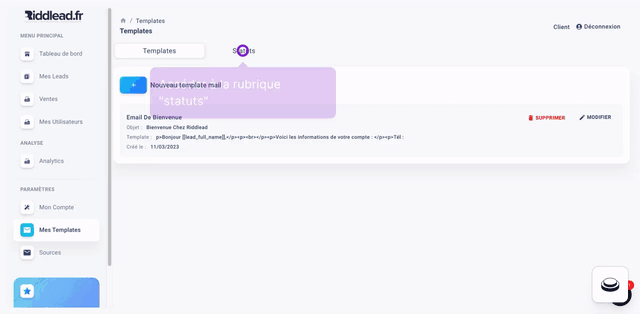 Riddlead.fr
MENU PRINCIPAL
Tableau de bord
Mes Leads
Ventes
Mes Utilisateurs
ANALYSE
Analytics
PARAMÈTRES
Mon Compte
Mes Templates
Sources
/ Templates
Templates
Client
Déconnexion
Templates
Statuts
+
Nouveau template mail
la rubrique
"statuts"
Email De Bienvenue
Objet : Bienvenue Chez Riddlead
Template : p>Bonjour [[lead_full_name]],</p><p><br></p><p>Voici les informations de votre compte : </p><p>Tél :
Créé le : 11/03/2023
SUPPRIMER
MODIFIER